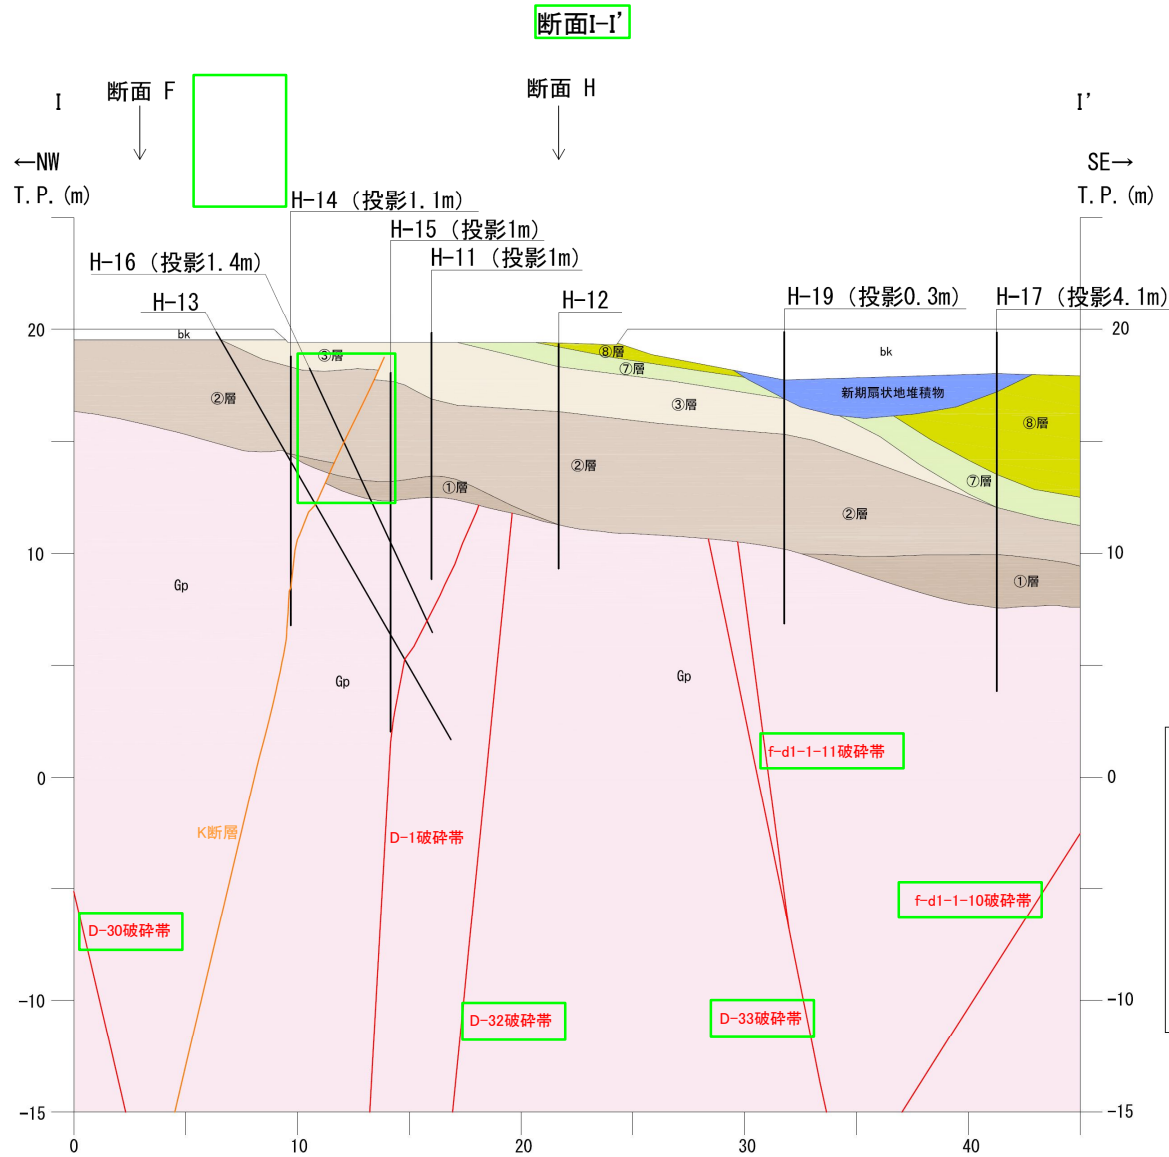 断面I-I’
断面 F
断面 H
I
I’
←NW
SE→
T.P.(m)
T.P.(m)
H-14 (投影1.1m)
H-15 (投影1m)
H-16 (投影1.4m)
H-11 (投影1m)
H-13
H-12
H-19 (投影0.3m)
H-17 (投影4.1m)
20
20
bk
③層
⑧層
⑦層
bk
新期扇状地堆積物
②層
③層
⑧層
②層
⑦層
①層
②層
10
10
①層
Gp
Gp
Gp
f-d1-1-11破砕帯
0
0
K断層
D-1破砕帯
f-d1-1-10破砕帯
D-30破砕帯
-10
-10
D-32破砕帯
D-33破砕帯
-15
-15
0
10
20
30
40